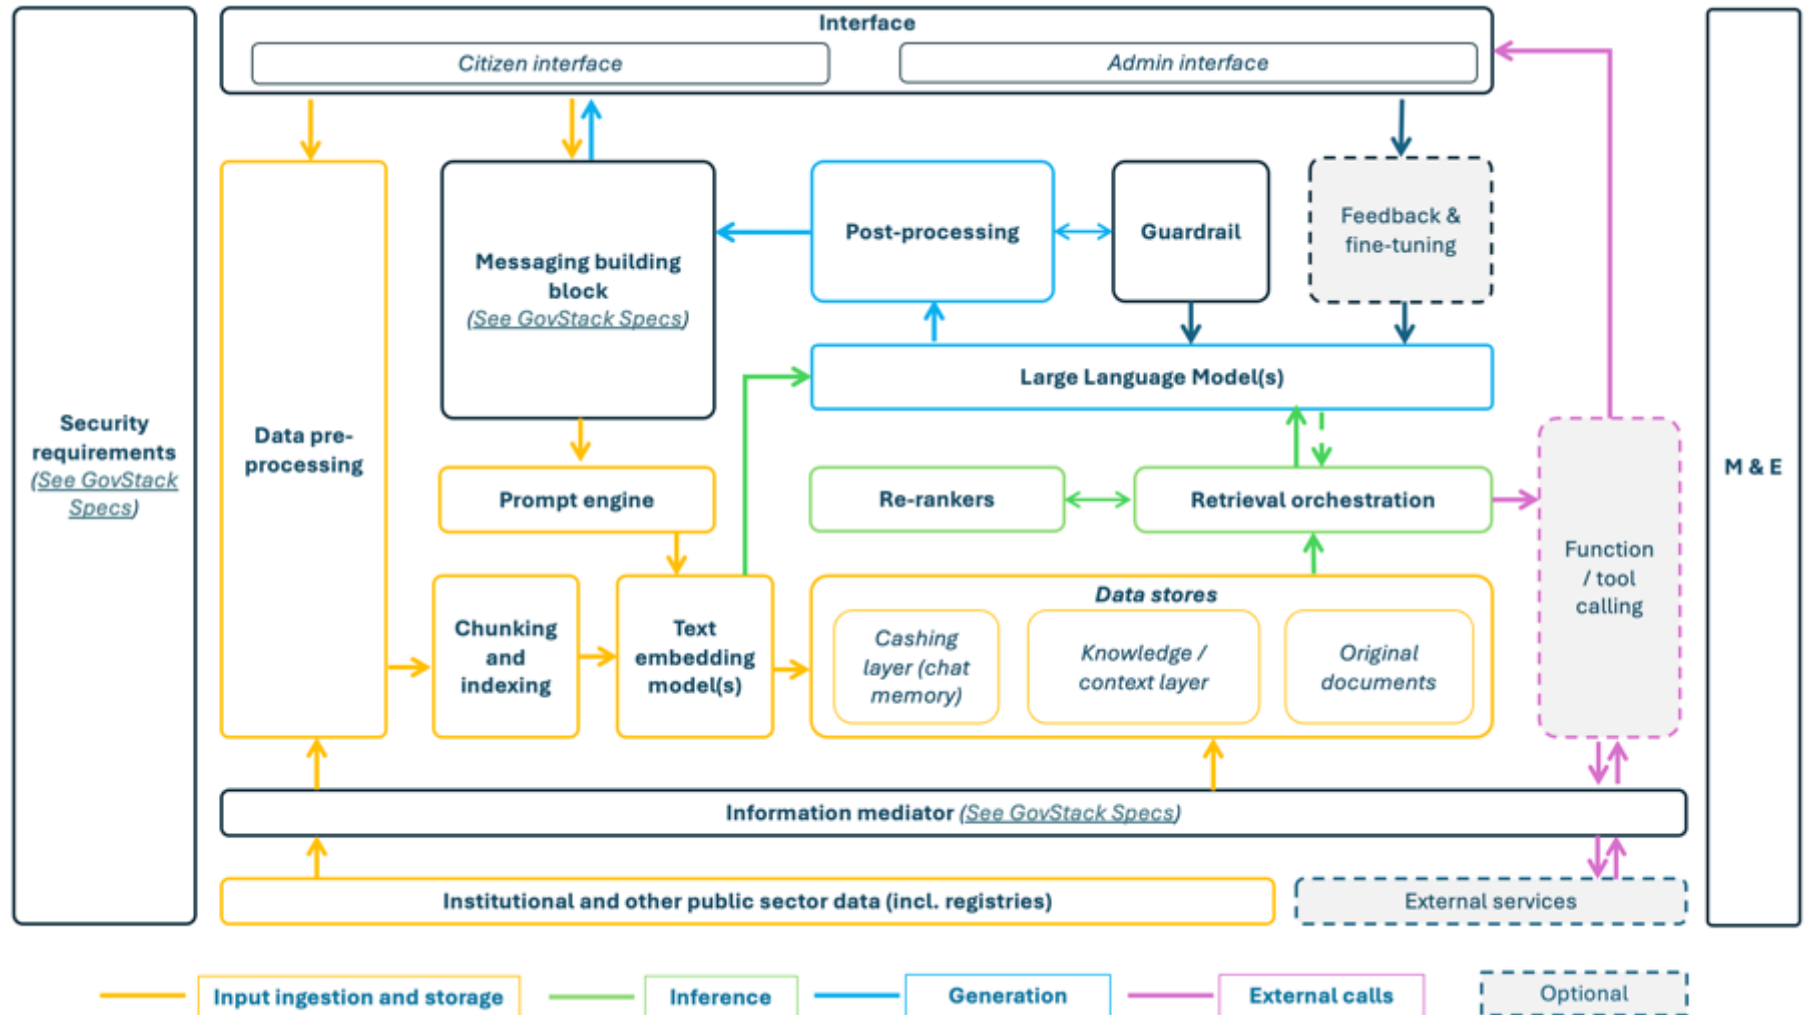 Interface
Citizen interface
Admin interface
Security
requirements
(See GovStack
Specs)
Data pre-
processing
Messaging building
block
(See GovStack Specs)
Post-processing
Guardrail
Feedback &
fine-tuning
Large Language Model(s)
Prompt engine
Re-rankers
Retrieval orchestration
Function
/ tool
calling
M & E
Chunking
and
indexing
Text
embedding
model(s)
Data stores
Cashing
layer (chat
memory)
Knowledge /
context layer
Original
documents
Information mediator (See GovStack Specs)
Institutional and other public sector data (incl. registries)
External services
Input ingestion and storage
Inference
Generation
External calls
Optional